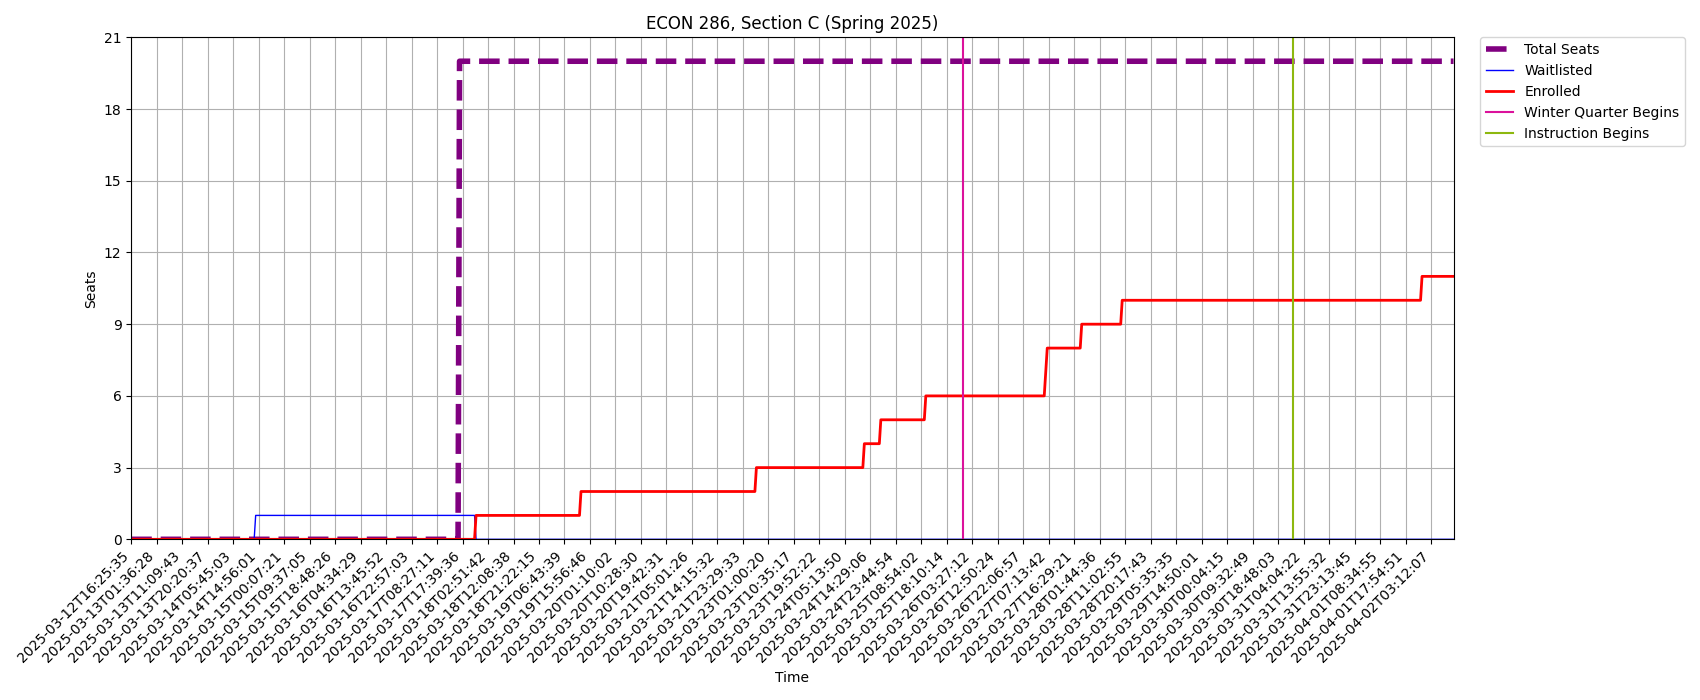 ECON 286, Section C (Spring 2025)
21
18
15
12
9
6
3
0
Seats
Total Seats
Waitlisted
Enrolled
Winter Quarter Begins
Instruction Begins
2025-03-12T16:25:35
2025-03-13T01:36:28
2025-03-13T11:09:43
2025-03-13T20:20:37
2025-03-14T05:45:03
2025-03-14T14:56:01
2025-03-15T00:07:21
2025-03-15T09:37:05
2025-03-15T18:48:26
2025-03-16T04:34:29
2025-03-16T13:45:52
2025-03-16T22:57:03
2025-03-17T08:27:11
2025-03-17T17:39:36
2025-03-18T02:51:42
2025-03-18T12:08:38
2025-03-18T21:22:15
2025-03-19T06:43:39
2025-03-19T15:56:46
2025-03-20T01:10:02
2025-03-20T10:28:30
2025-03-20T19:42:31
2025-03-21T05:01:26
2025-03-21T14:15:32
2025-03-21T23:29:33
2025-03-23T01:00:20
2025-03-23T10:35:17
2025-03-23T19:52:22
2025-03-24T05:13:50
2025-03-24T14:29:06
2025-03-24T23:44:54
2025-03-25T08:54:02
2025-03-25T18:10:14
2025-03-26T03:27:12
2025-03-26T12:50:24
2025-03-26T22:06:57
2025-03-27T07:13:42
2025-03-27T16:29:21
2025-03-28T01:44:36
2025-03-28T11:02:55
2025-03-28T20:17:43
2025-03-29T05:35:35
2025-03-29T14:50:01
2025-03-30T00:04:15
2025-03-30T09:32:49
2025-03-30T18:48:03
2025-03-31T04:04:22
2025-03-31T13:55:32
2025-03-31T23:13:45
2025-04-01T08:34:55
2025-04-01T17:54:51
2025-04-02T03:12:07
Time